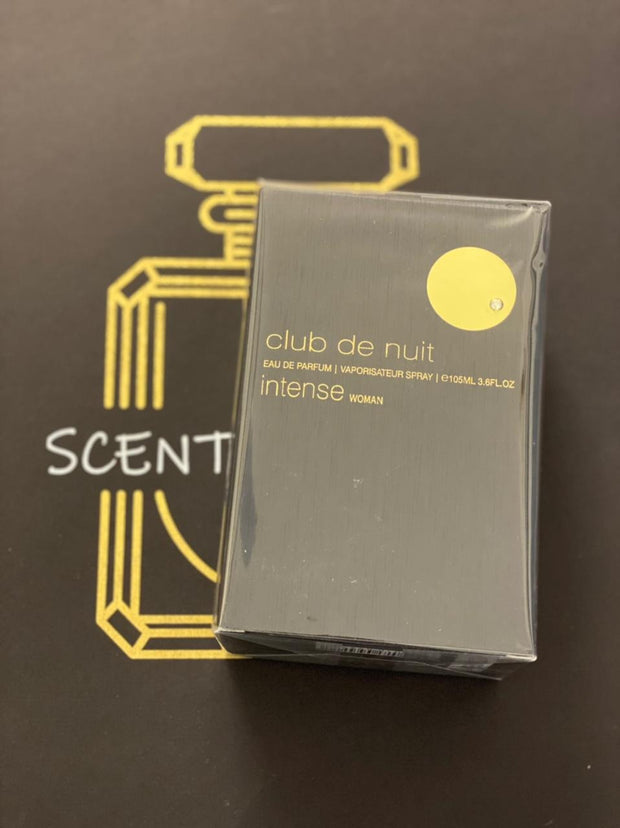 club de nuit
EAU DE PARFUM | VAPORISATEUR SPRAY | ℮105ML 3.6FL.OZ
intense WOMAN
SCENT